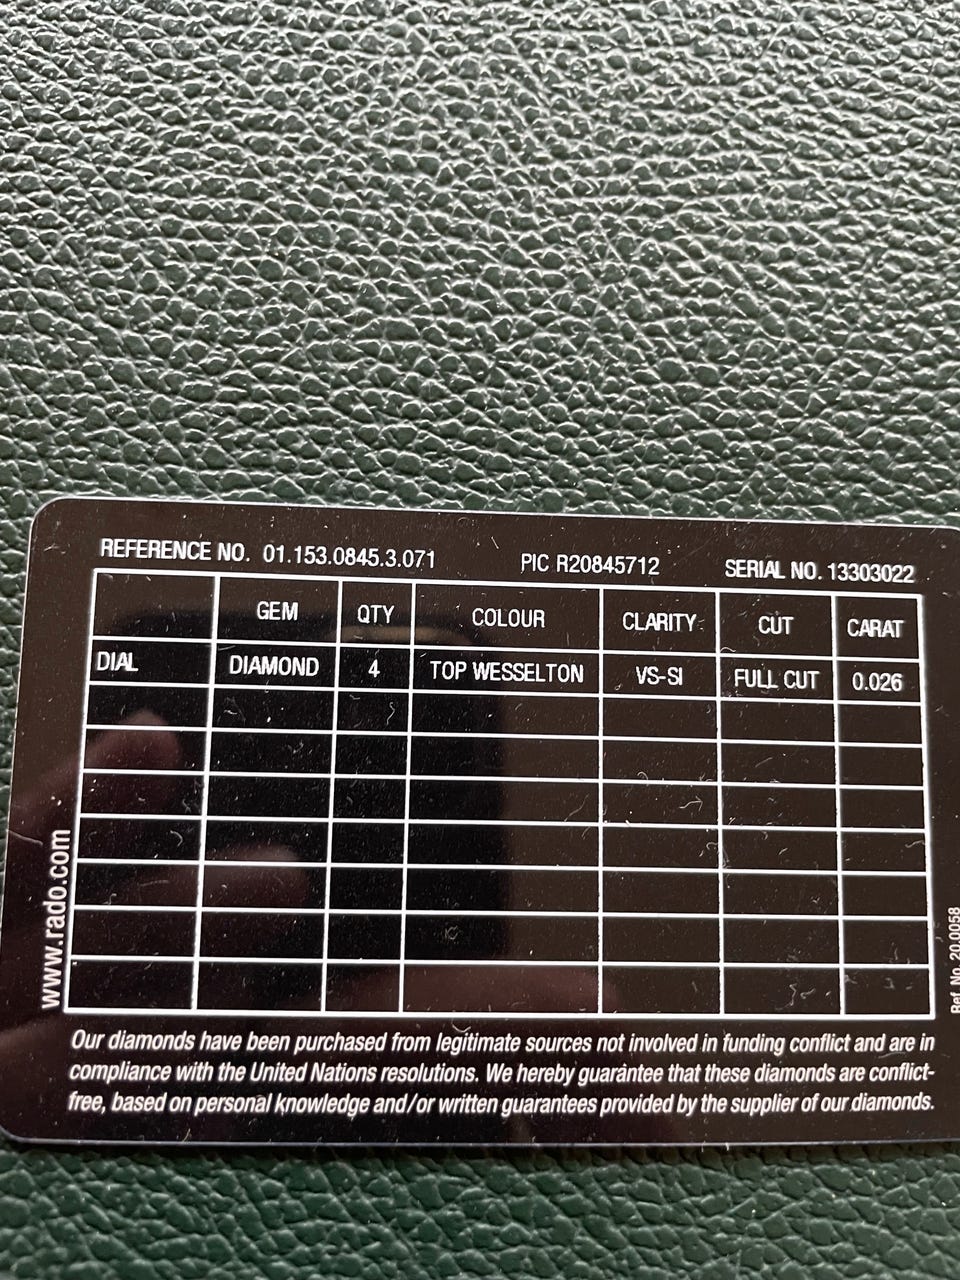 REFERENCE NO. 01.153.0845.3.071 PIC R20845712 SERIAL NO. 13303022
GEM QTY COLOUR CLARITY CUT CARAT
DIAL DIAMOND 4 TOP WESSELTON VS-SI FULL CUT 0.026
www.rado.com
Ref. No. 20.0058
Our diamonds have been purchased from legitimate sources not involved in funding conflict and are in
compliance with the United Nations resolutions. We hereby guarantee that these diamonds are conflict-
free, based on personal knowledge and/or written guarantees provided by the supplier of our diamonds.